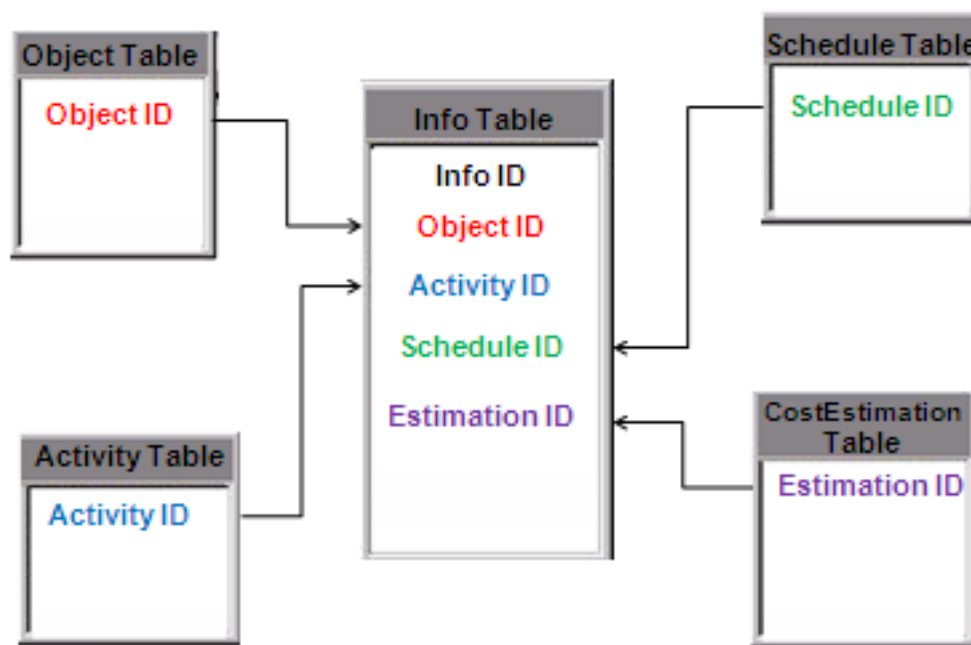 Object Table
Object ID
Info Table
Info ID
Object ID
Activity ID
Schedule ID
Estimation ID
Schedule Table
Schedule ID
Activity Table
Activity ID
CostEstimation
Table
Estimation ID